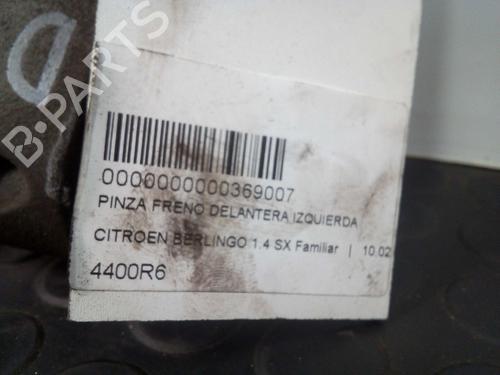 D
B-PARTS
0000000000369007
PINZA FRENO DELANTERA IZQUIERDA
CITROEN BERLINGO 1.4 SX Familiar | 10.02
4400R6